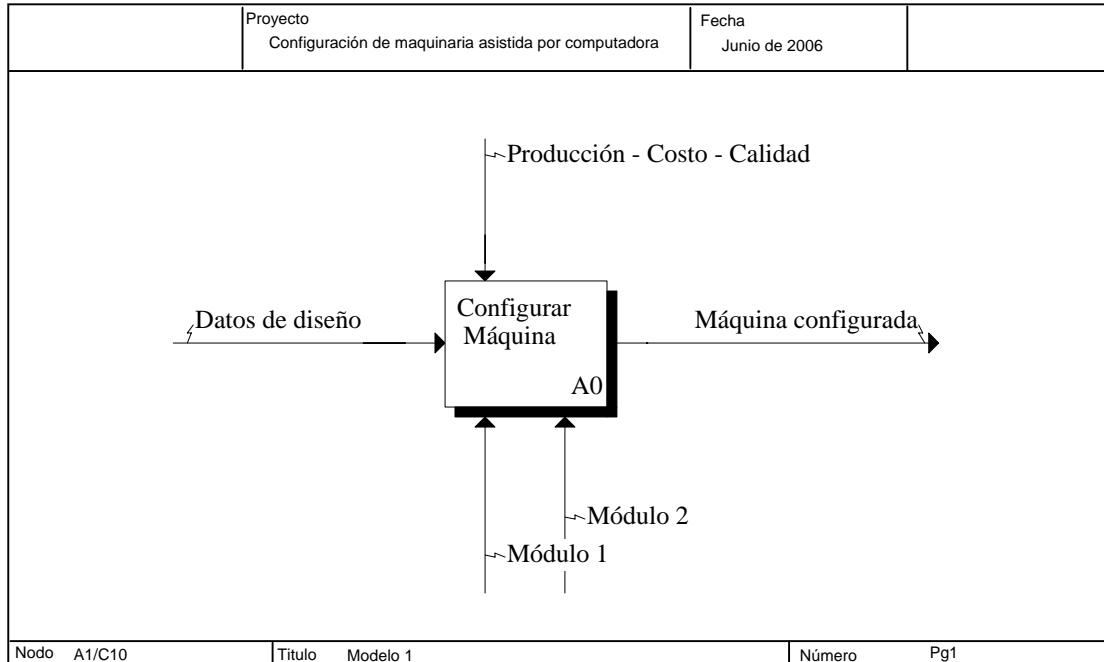 Proyecto
Configuración de maquinaria asistida por computadora
Fecha
Junio de 2006
Producción - Costo - Calidad
Datos de diseño
Configurar
Máquina
A0
Máquina configurada
Módulo 2
Módulo 1
Nodo A1/C10
Titulo Modelo 1
Número Pg1